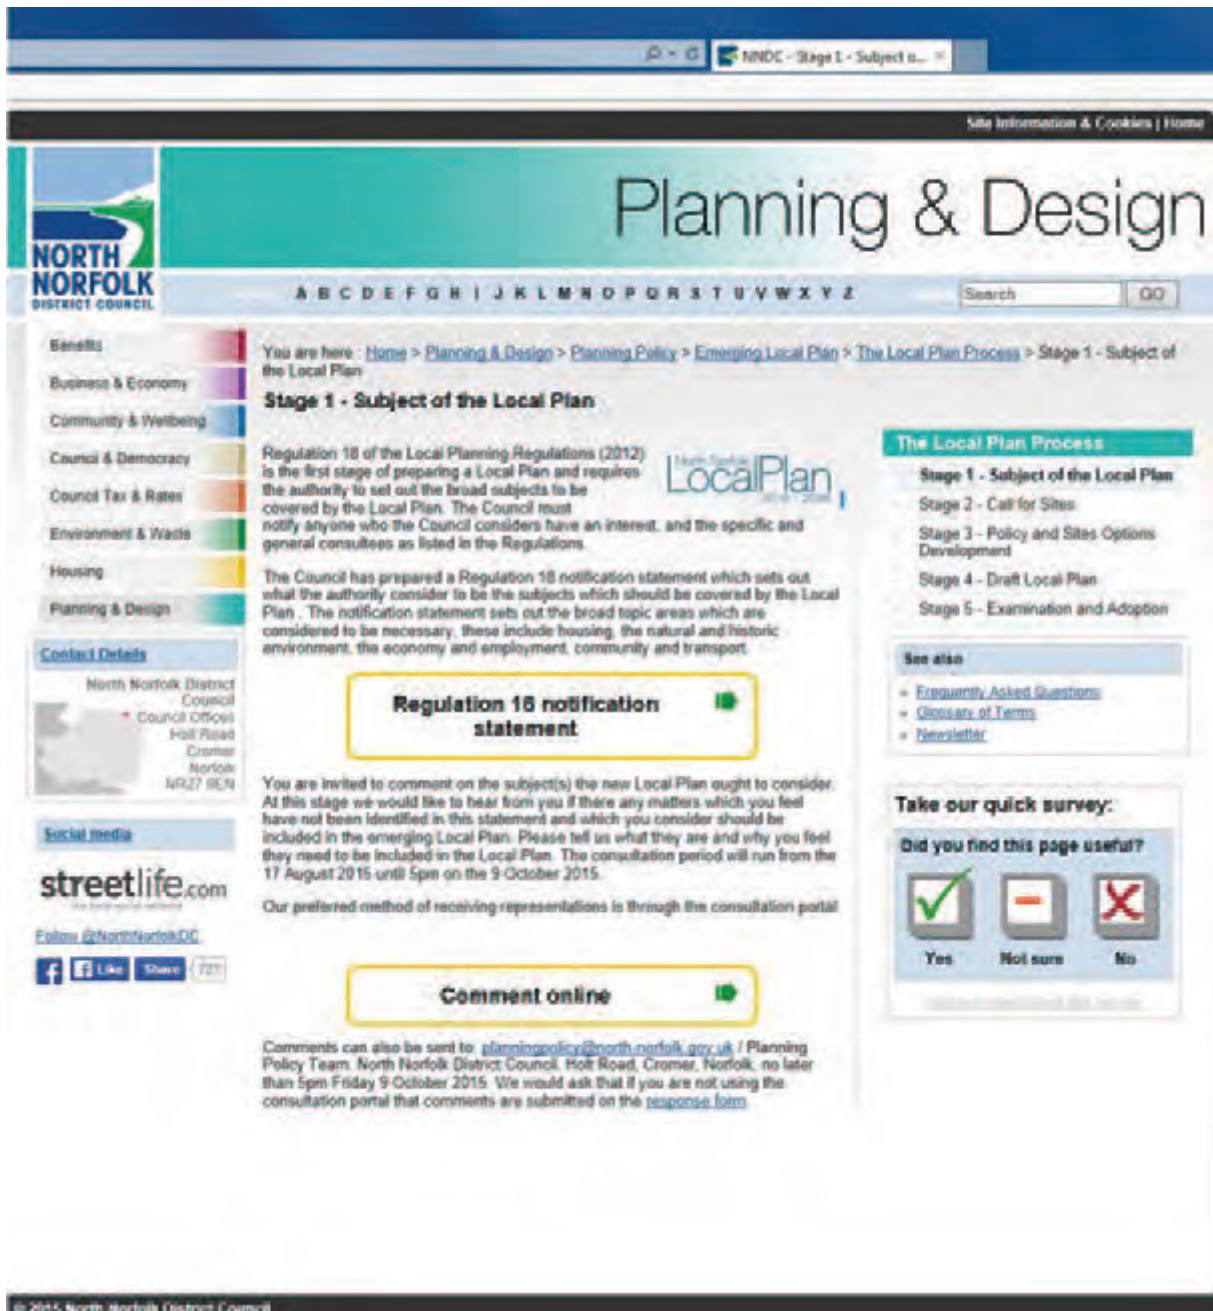 NNDC - Stage 1 - Subject o...
Site Information & Cookies | Home
Planning & Design
NORTH
NORFOLK
DISTRICT COUNCIL
A B C D E F G H I J K L M N O P Q R S T U V W X Y Z
Search GO
Benefits
Business & Economy
Community & Wellbeing
Council & Democracy
Council Tax & Rates
Environment & Waste
Housing
Planning & Design
Contact Details
North Norfolk District
Council
Council Offices
Holt Road
Cromer
Norfolk
NR27 9EN
Social media
streetlife.com
Follow @NorthNorfolkDC
Like Share
You are here : Home > Planning & Design > Planning Policy > Emerging Local Plan > The Local Plan Process > Stage 1 - Subject of
the Local Plan
Stage 1 - Subject of the Local Plan
Regulation 18 of the Local Planning Regulations (2012)
is the first stage of preparing a Local Plan and requires
the authority to set out the broad subjects to be
covered by the Local Plan. The Council must
notify anyone who the Council considers have an interest, and the specific and
general consultees as listed in the Regulations.
North Norfolk
LocalPlan
The Council has prepared a Regulation 18 notification statement which sets out
what the authority consider to be the subjects which should be covered by the Local
Plan . The notification statement sets out the broad topic areas which are
considered to be necessary, these include housing, the natural and historic
environment, the economy and employment, community and transport.
Regulation 18 notification
statement
You are invited to comment on the subject(s) the new Local Plan ought to consider.
At this stage we would like to hear from you if there any matters which you feel
have not been identified in this statement and which you consider should be
included in the emerging Local Plan. Please tell us what they are and why you feel
they need to be included in the Local Plan. The consultation period will run from the
17 August 2015 until 5pm on the 9 October 2015.
Our preferred method of receiving representations is through the consultation portal
Comment online
Comments can also be sent to: planningpolicy@north-norfolk.gov.uk / Planning
Policy Team, North Norfolk District Council, Holt Road, Cromer, Norfolk, no later
than 5pm Friday 9 October 2015. We would ask that if you are not using the
consultation portal that comments are submitted on the response form.
The Local Plan Process
Stage 1 - Subject of the Local Plan
Stage 2 - Call for Sites
Stage 3 - Policy and Sites Options
Development
Stage 4 - Draft Local Plan
Stage 5 - Examination and Adoption
See also
Frequently Asked Questions
Glossary of Terms
Newsletter
Take our quick survey:
Did you find this page useful?
Yes Not sure No
© 2015 North Norfolk District Council